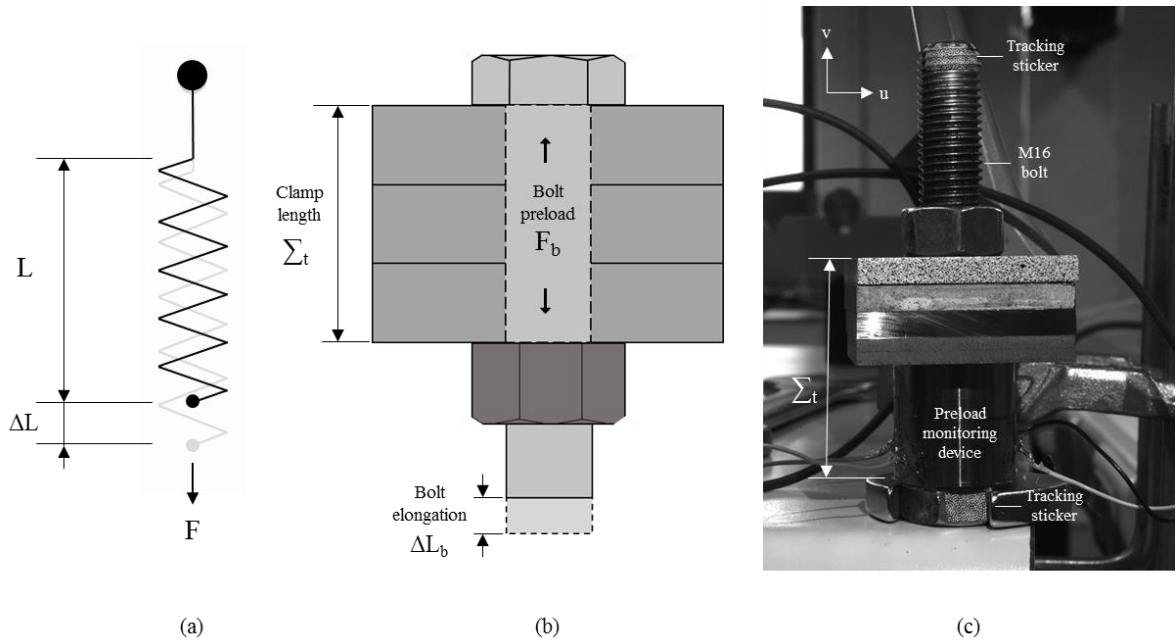 L
ΔL
F
(a)
Clamp
length
∑t
Bolt
preload
Fb
Bolt
elongation
ΔLb
(b)
v
u
Tracking
sticker
M16
bolt
∑t
Preload
monitoring
device
Tracking
sticker
(c)